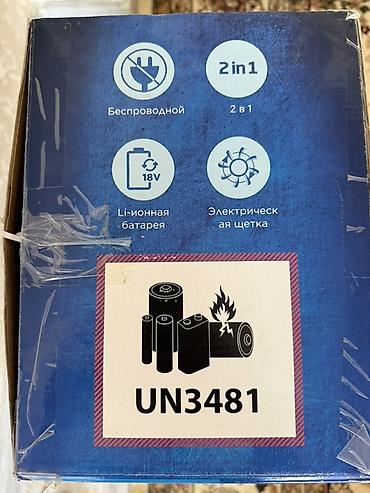 2in1
Беспроводной
2 в 1
18V
Li-ионная
батарея
Электрическ
ая щетка
UN3481